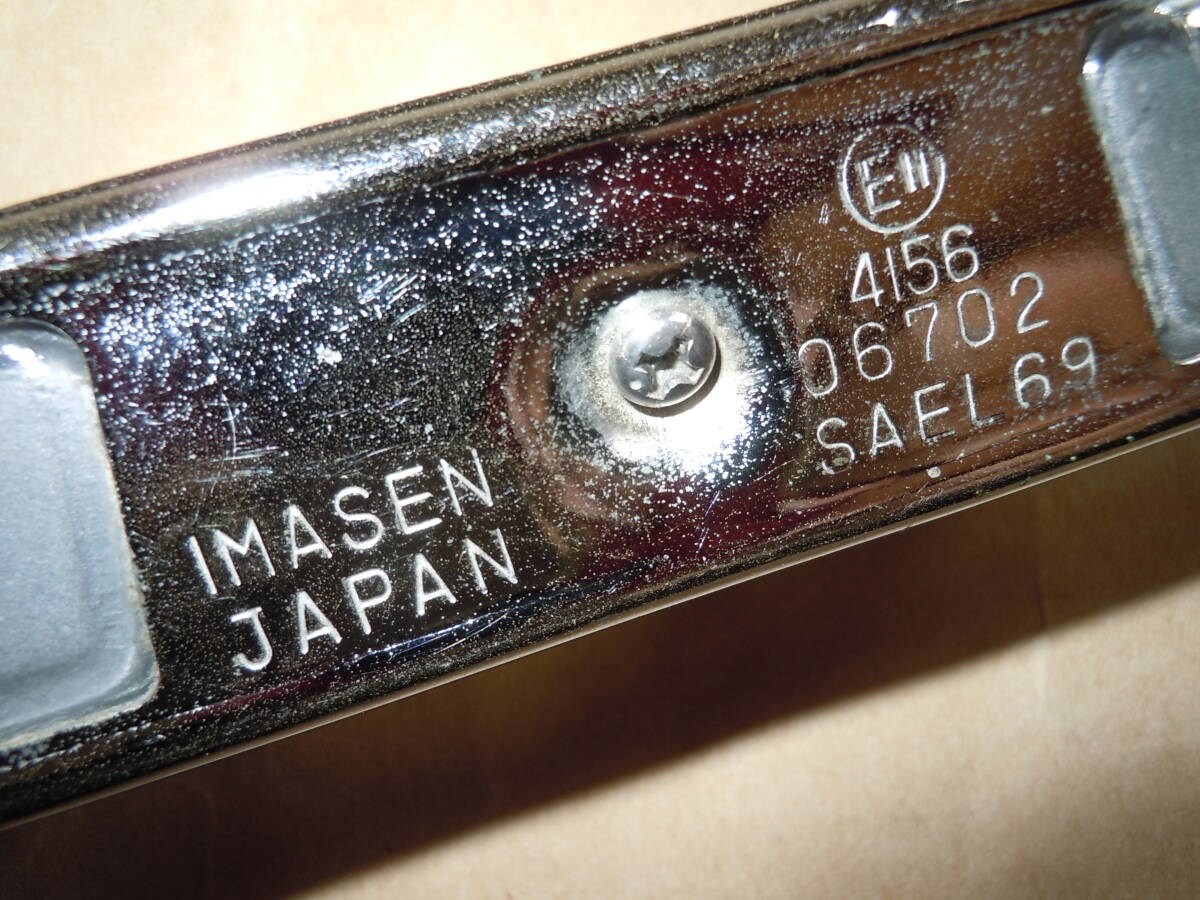 IMASEN
JAPAN
E11
4156
06702
SAEL69